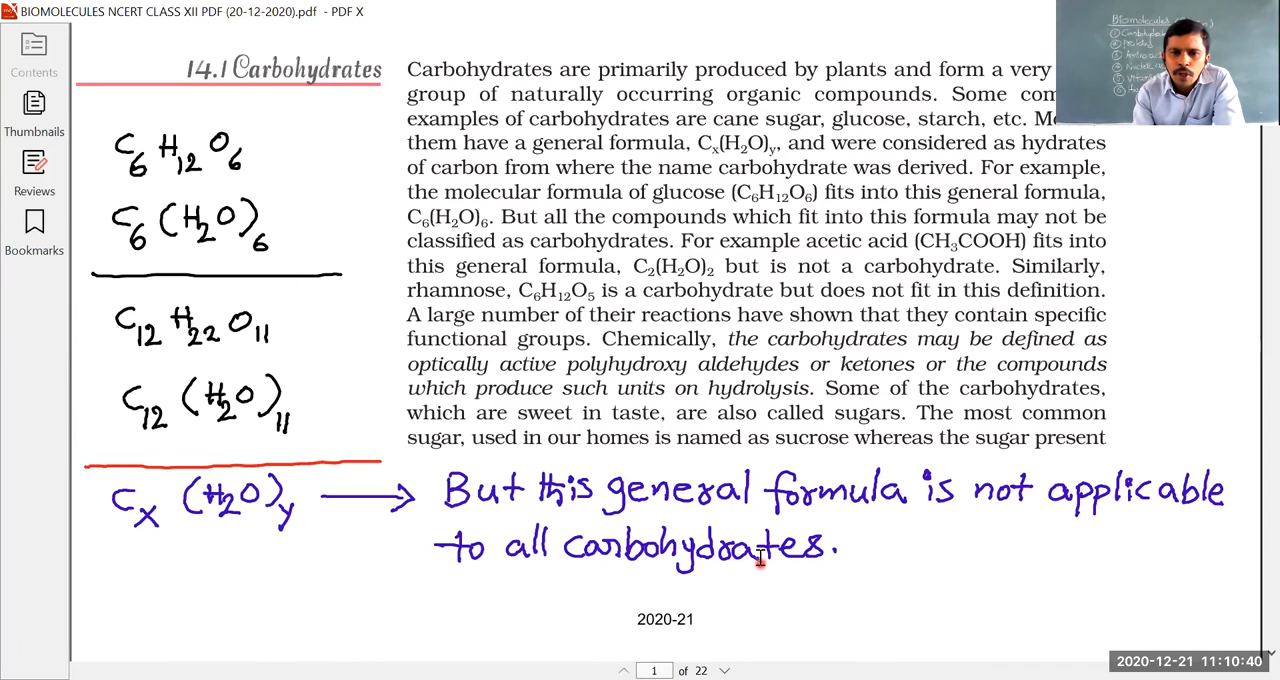 BIOMOLECULES NCERT CLASS XII PDF (20-12-2020).pdf - PDF X
Contents
Thumbnails
Reviews
Bookmarks
14.1 Carbohydrates
C₆ H₁₂ O₆
C₆ (H₂O)₆
C₁₂ H₂₂ O₁₁
C₁₂ (H₂O)₁₁
Carbohydrates are primarily produced by plants and form a very
group of naturally occurring organic compounds. Some com
examples of carbohydrates are cane sugar, glucose, starch, etc. Mo
them have a general formula, Cₓ(H₂O)ᵧ, and were considered as hydrates
of carbon from where the name carbohydrate was derived. For example,
the molecular formula of glucose (C₆H₁₂O₆) fits into this general formula,
C₆(H₂O)₆. But all the compounds which fit into this formula may not be
classified as carbohydrates. For example acetic acid (CH₃COOH) fits into
this general formula, C₂(H₂O)₂ but is not a carbohydrate. Similarly,
rhamnose, C₆H₁₂O₅ is a carbohydrate but does not fit in this definition.
A large number of their reactions have shown that they contain specific
functional groups. Chemically, the carbohydrates may be defined as
optically active polyhydroxy aldehydes or ketones or the compounds
which produce such units on hydrolysis. Some of the carbohydrates,
which are sweet in taste, are also called sugars. The most common
sugar, used in our homes is named as sucrose whereas the sugar present
Cₓ (H₂O)ᵧ → But this general formula is not applicable
to all carbohydrates.
2020-21
1 of 22
2020-12-21 11:10:40
Biomolecules